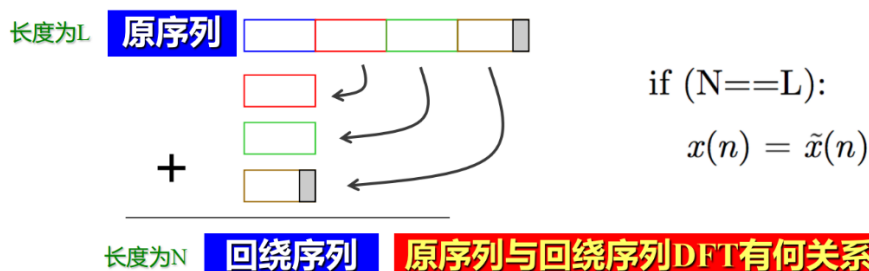 长度为L 原序列
if (N==L):
x(n) = x̃(n)
+
长度为N 回绕序列 原序列与回绕序列DFT有何关系